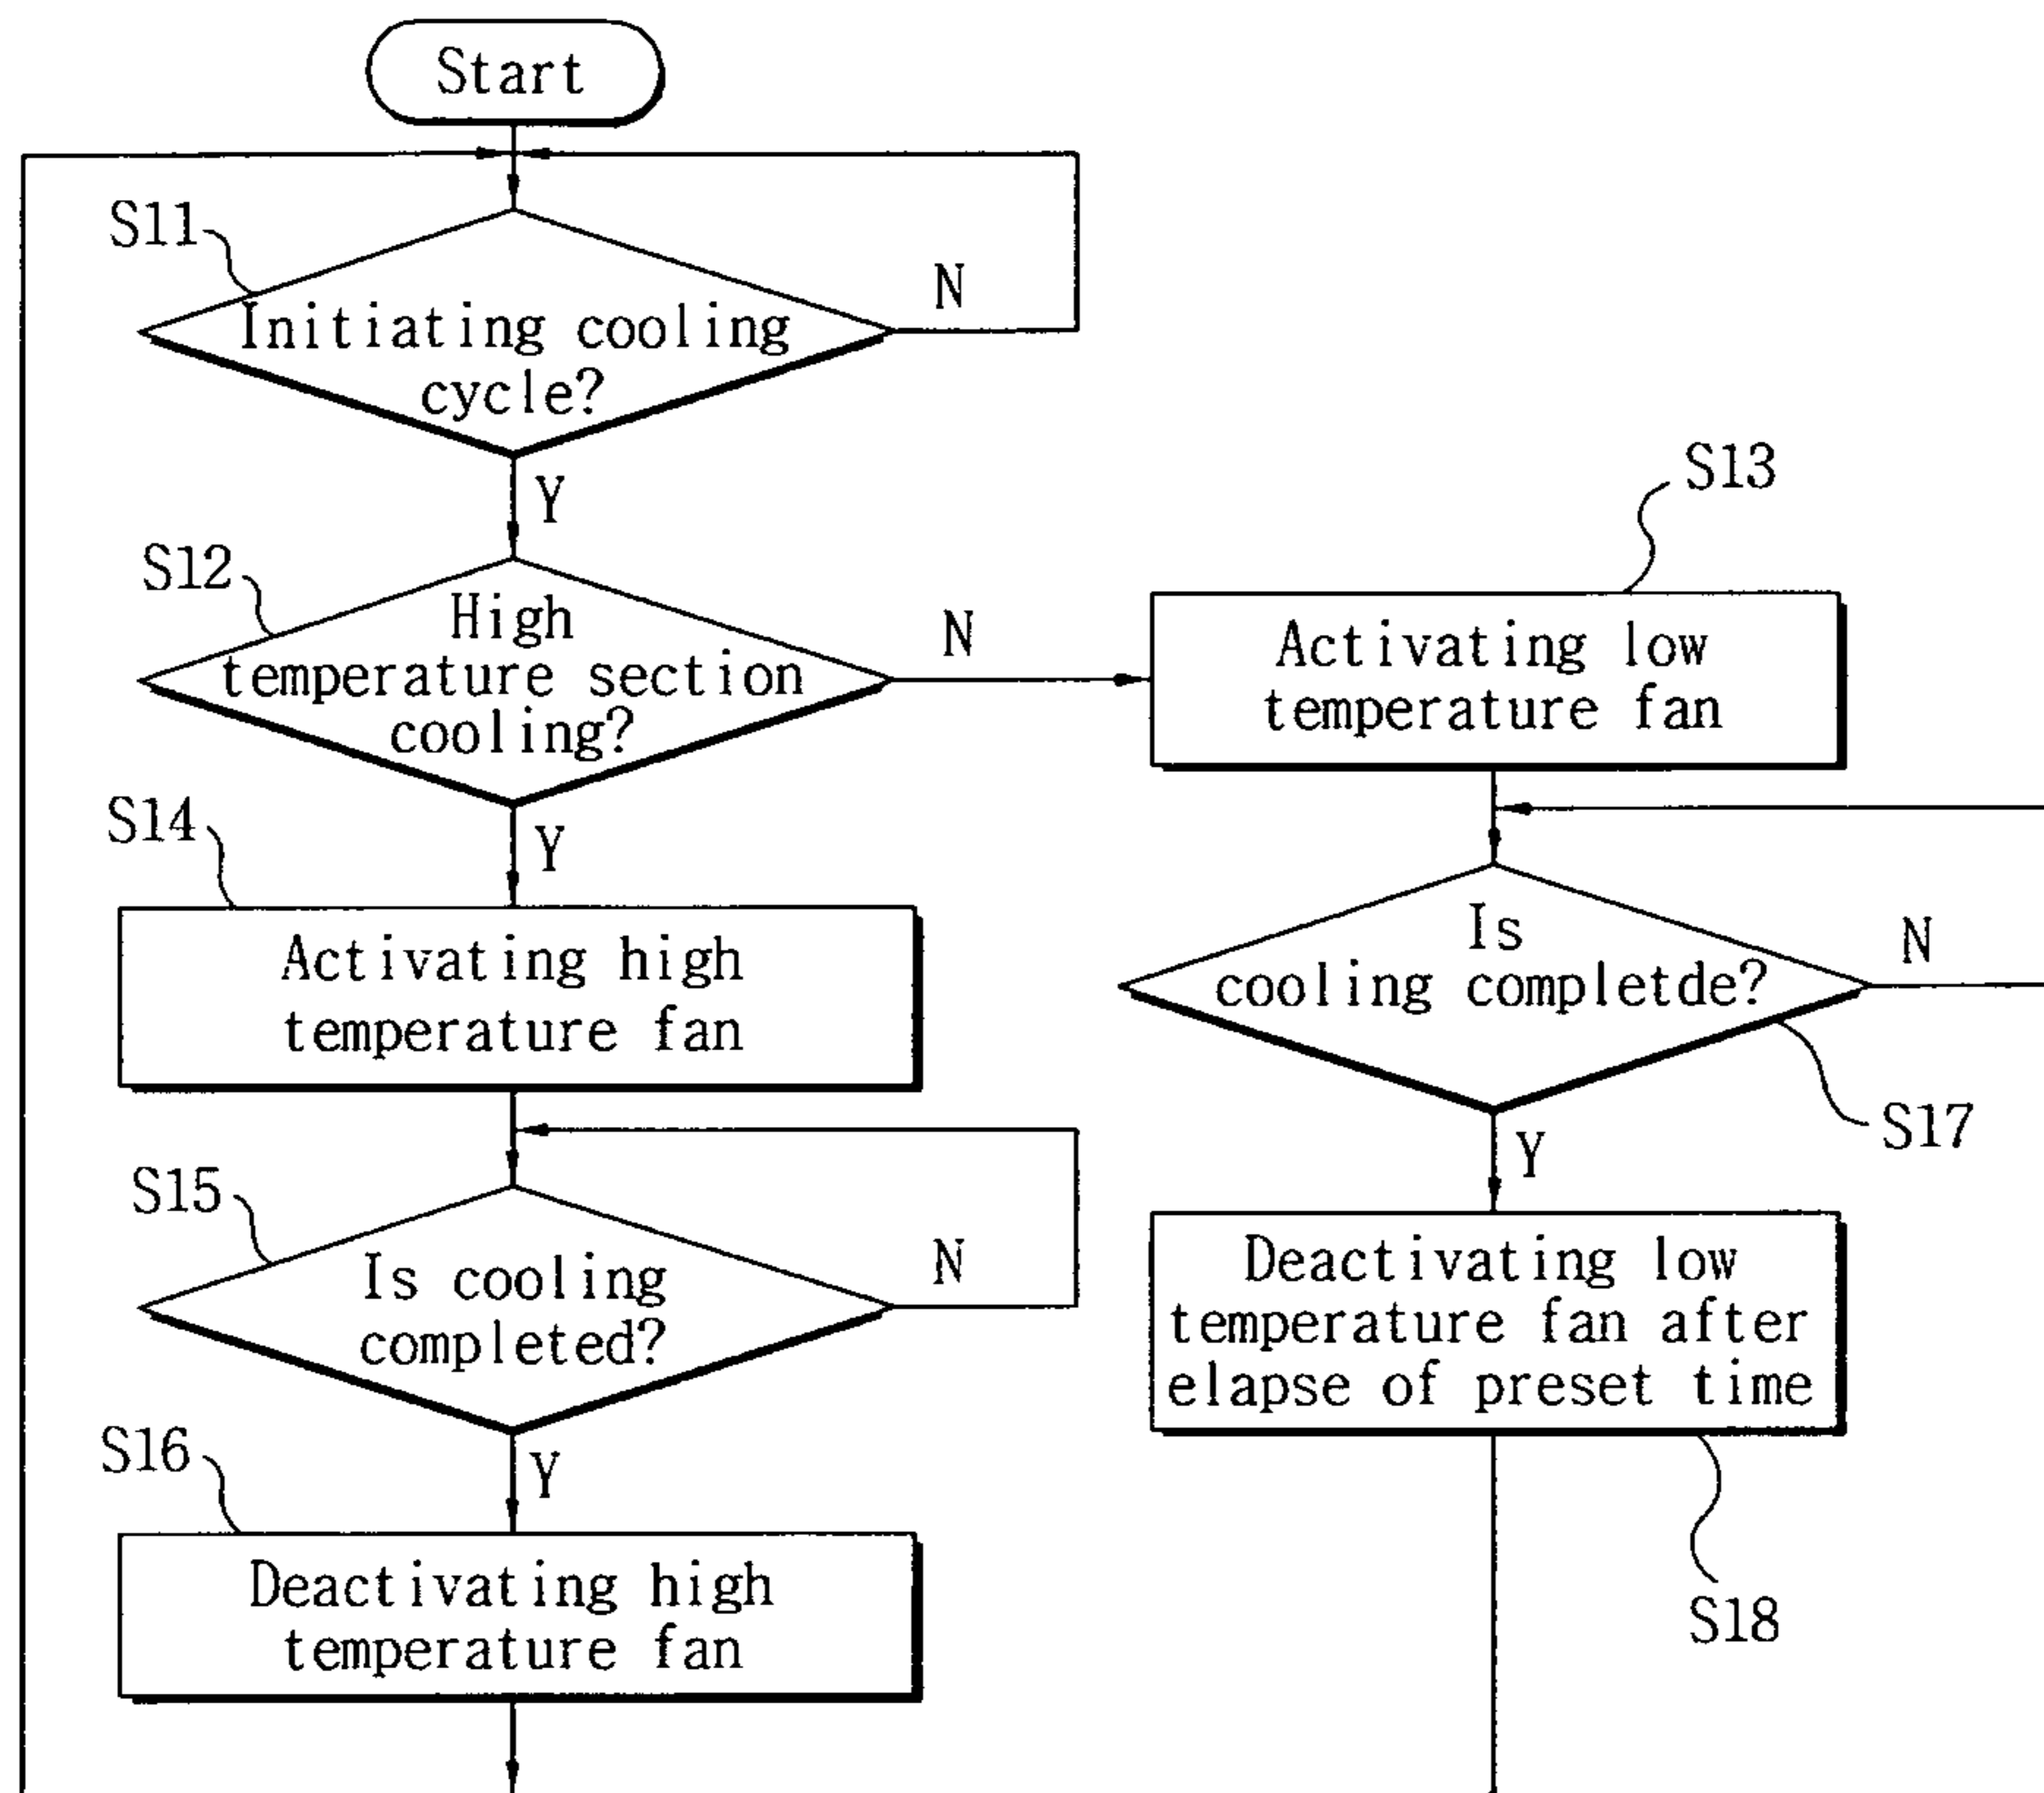 Start
S11
Initiating cooling
cycle?
N
Y
S12
High
temperature section
cooling?
N
Y
S13
Activating low
temperature fan
S14
Activating high
temperature fan
Is
cooling completde?
N
S17
Y
S15
Is cooling
completed?
N
Y
Deactivating low
temperature fan after
elapse of preset time
S18
S16
Deactivating high
temperature fan